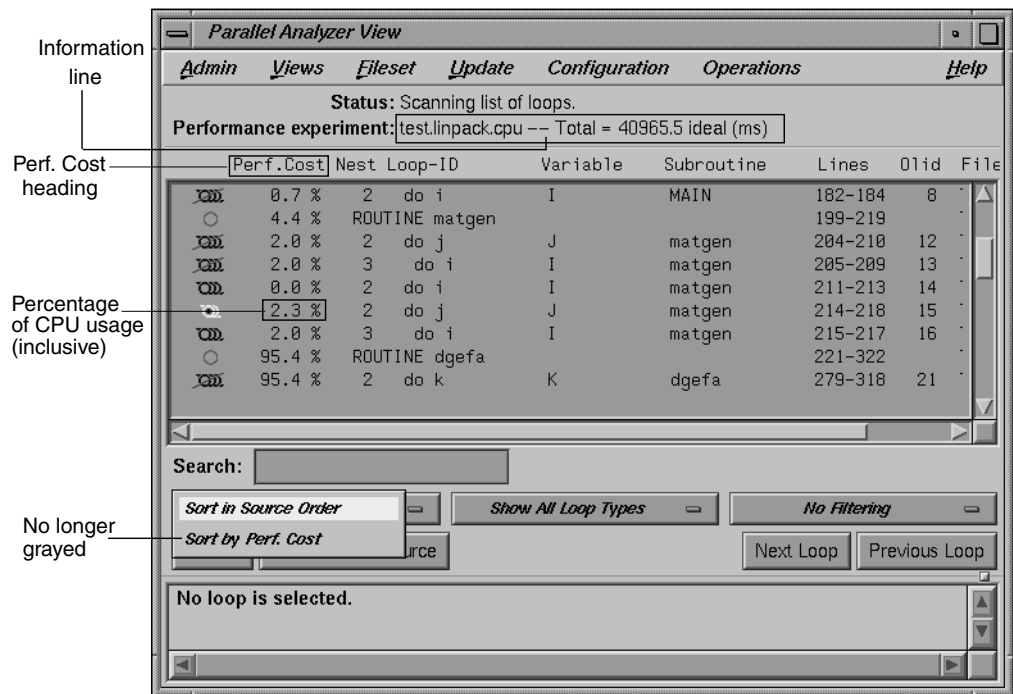 Parallel Analyzer View
Information
line
Admin Views Fileset Update Configuration Operations Help
Status: Scanning list of loops.
Performance experiment: test.linpack.cpu -- Total = 40965.5 ideal (ms)
Perf. Cost
heading
Perf.Cost Nest Loop-ID Variable Subroutine Lines Olid File
0.7 % 2 do i I MAIN 182-184 8
4.4 % ROUTINE matgen 199-219
2.0 % 2 do j J matgen 204-210 12
2.0 % 3 do i I matgen 205-209 13
0.0 % 2 do i I matgen 211-213 14
Percentage
of CPU usage
(inclusive)
2.3 % 2 do j J matgen 214-218 15
2.0 % 3 do i I matgen 215-217 16
95.4 % ROUTINE dgefa 221-322
95.4 % 2 do k K dgefa 279-318 21
Search:
Sort in Source Order Show All Loop Types No Filtering
No longer
grayed
Sort by Perf. Cost
urce Next Loop Previous Loop
No loop is selected.